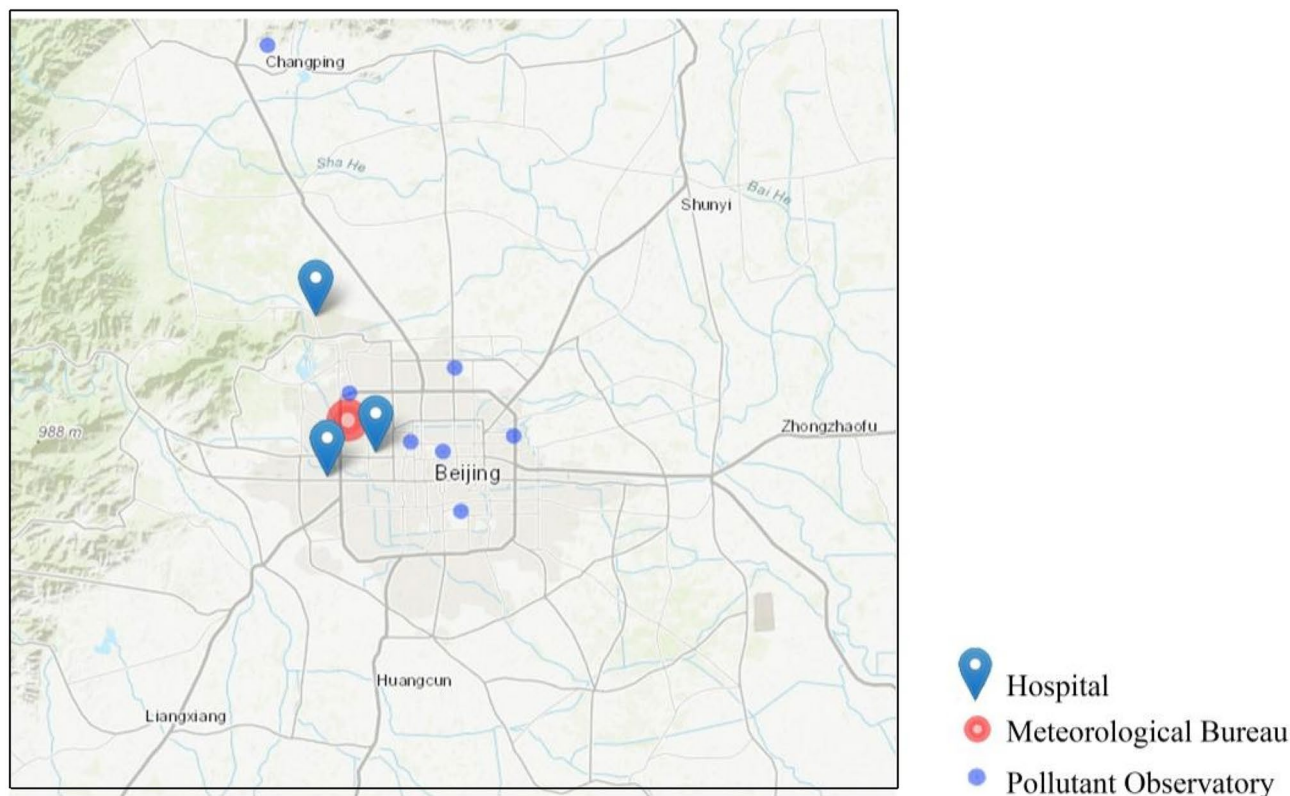 Changping
Sha He
Bai He
Shunyi
988 m
Zhongzhaofu
Beijing
Huangcun
Liangxiang
Hospital
Meteorological Bureau
Pollutant Observatory